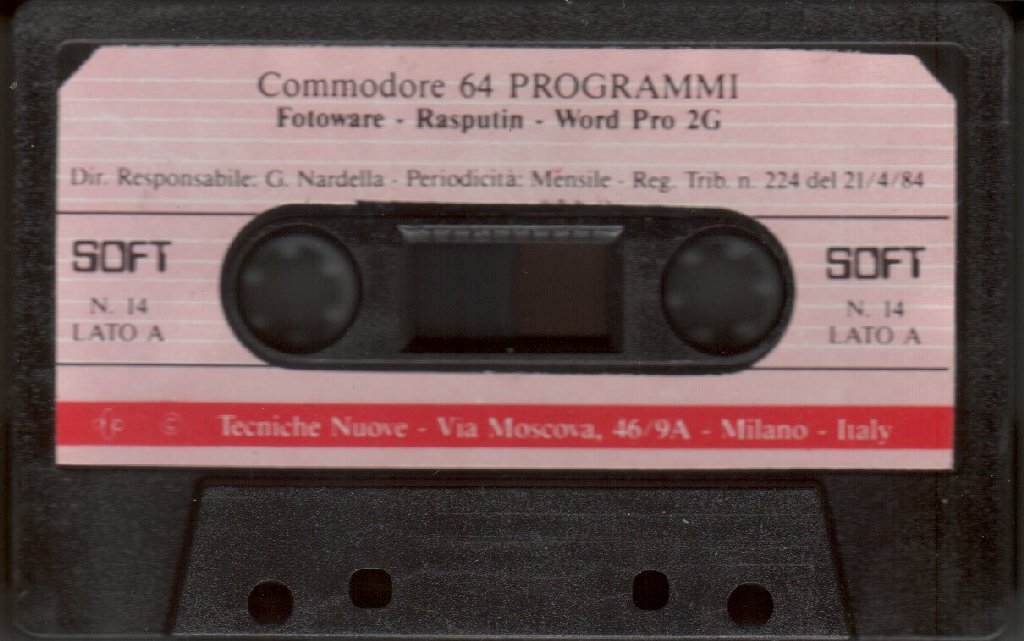 Commodore 64 PROGRAMMI
Fotoware - Rasputin - Word Pro 2G
Dir. Responsabile: G. Nardella - Periodicità: Mensile - Reg. Trib. n. 224 del 21/4/84
SOFT
N. 14
LATO A
SOFT
N. 14
LATO A
Tecniche Nuove - Via Moscova, 46/9A - Milano - Italy